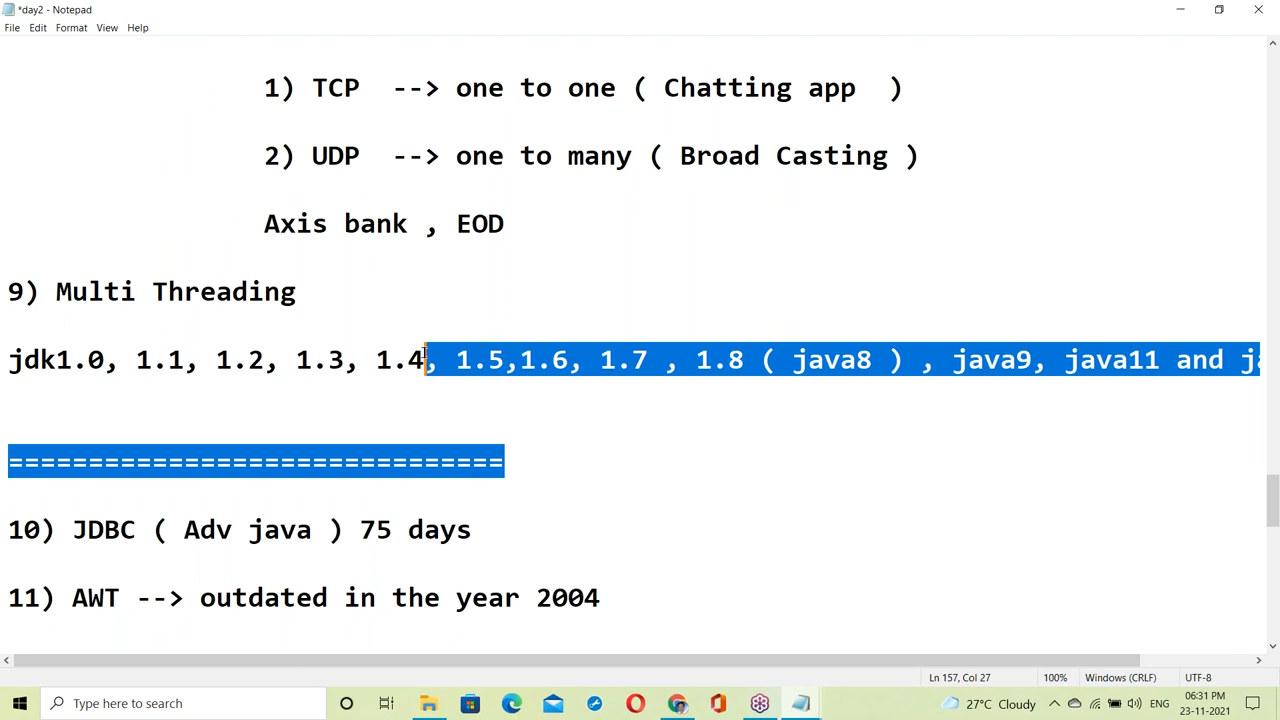 *day2 - Notepad
File Edit Format View Help
1) TCP --> one to one ( Chatting app )
2) UDP --> one to many ( Broad Casting )
Axis bank , EOD
9) Multi Threading
jdk1.0, 1.1, 1.2, 1.3, 1.4, 1.5,1.6, 1.7 , 1.8 ( java8 ) , java9, java11 and
===============================
10) JDBC ( Adv java ) 75 days
11) AWT --> outdated in the year 2004
Ln 157, Col 27 100% Windows (CRLF) UTF-8
Type here to search 27°C Cloudy ENG 06:31 PM
23-11-2021